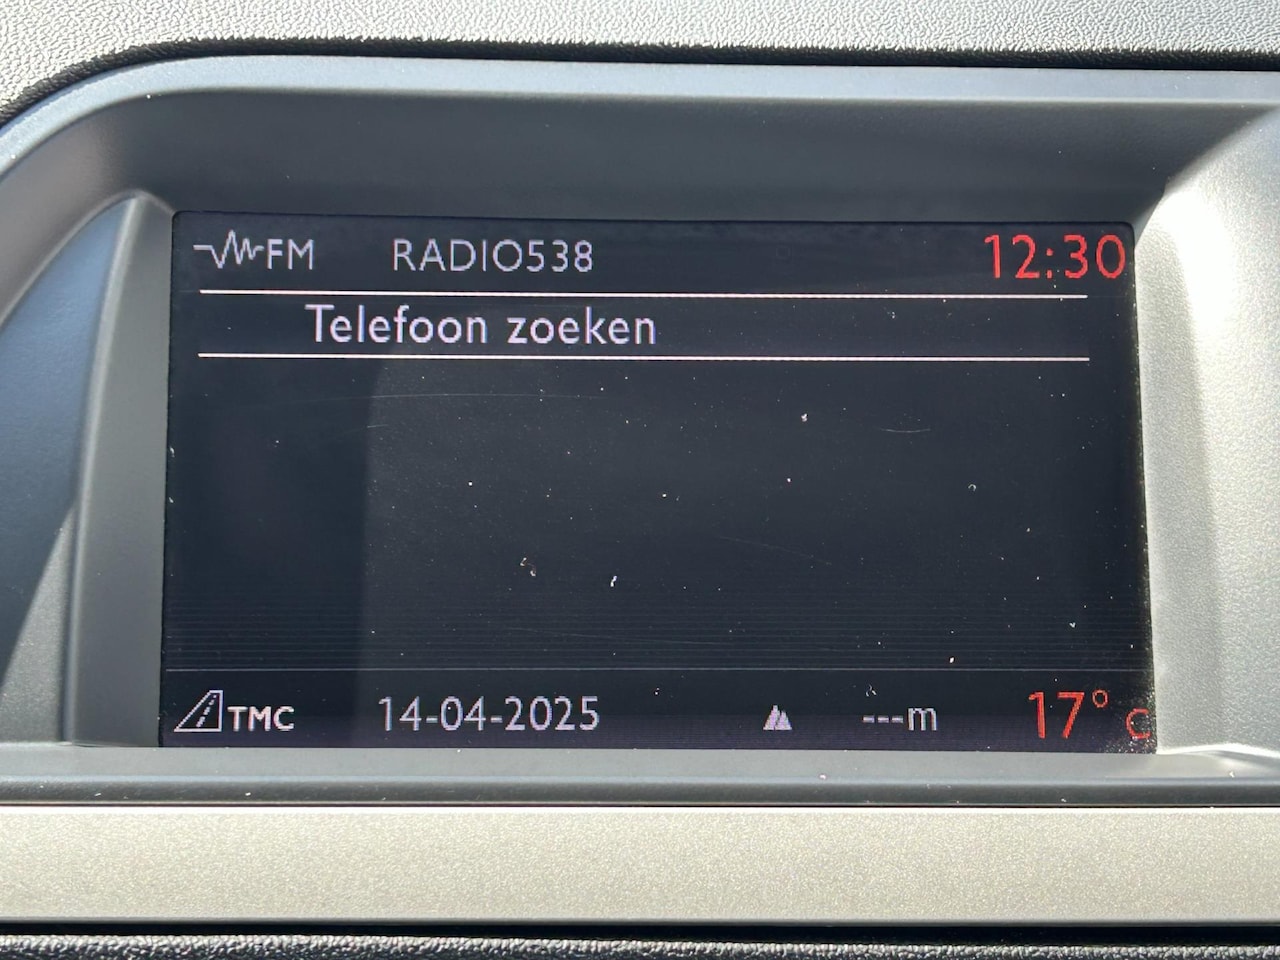 FM RADIO538 12:30
Telefoon zoeken
TMC 14-04-2025 ---m 17° C